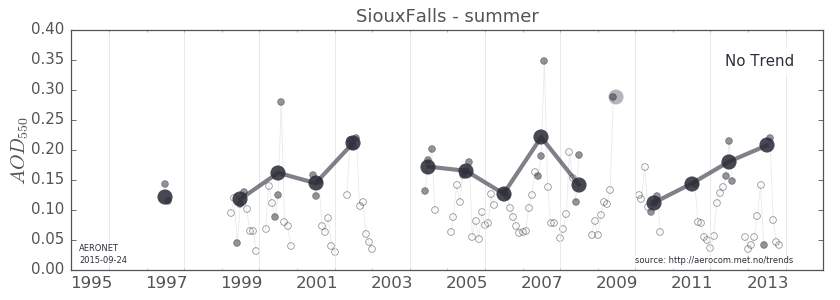 SiouxFalls - summer
0.40
0.35
0.30
0.25
0.20
0.15
0.10
0.05
0.00
AOD550
No Trend
AERONET
2015-09-24
source: http://aerocom.met.no/trends
1995 1997 1999 2001 2003 2005 2007 2009 2011 2013